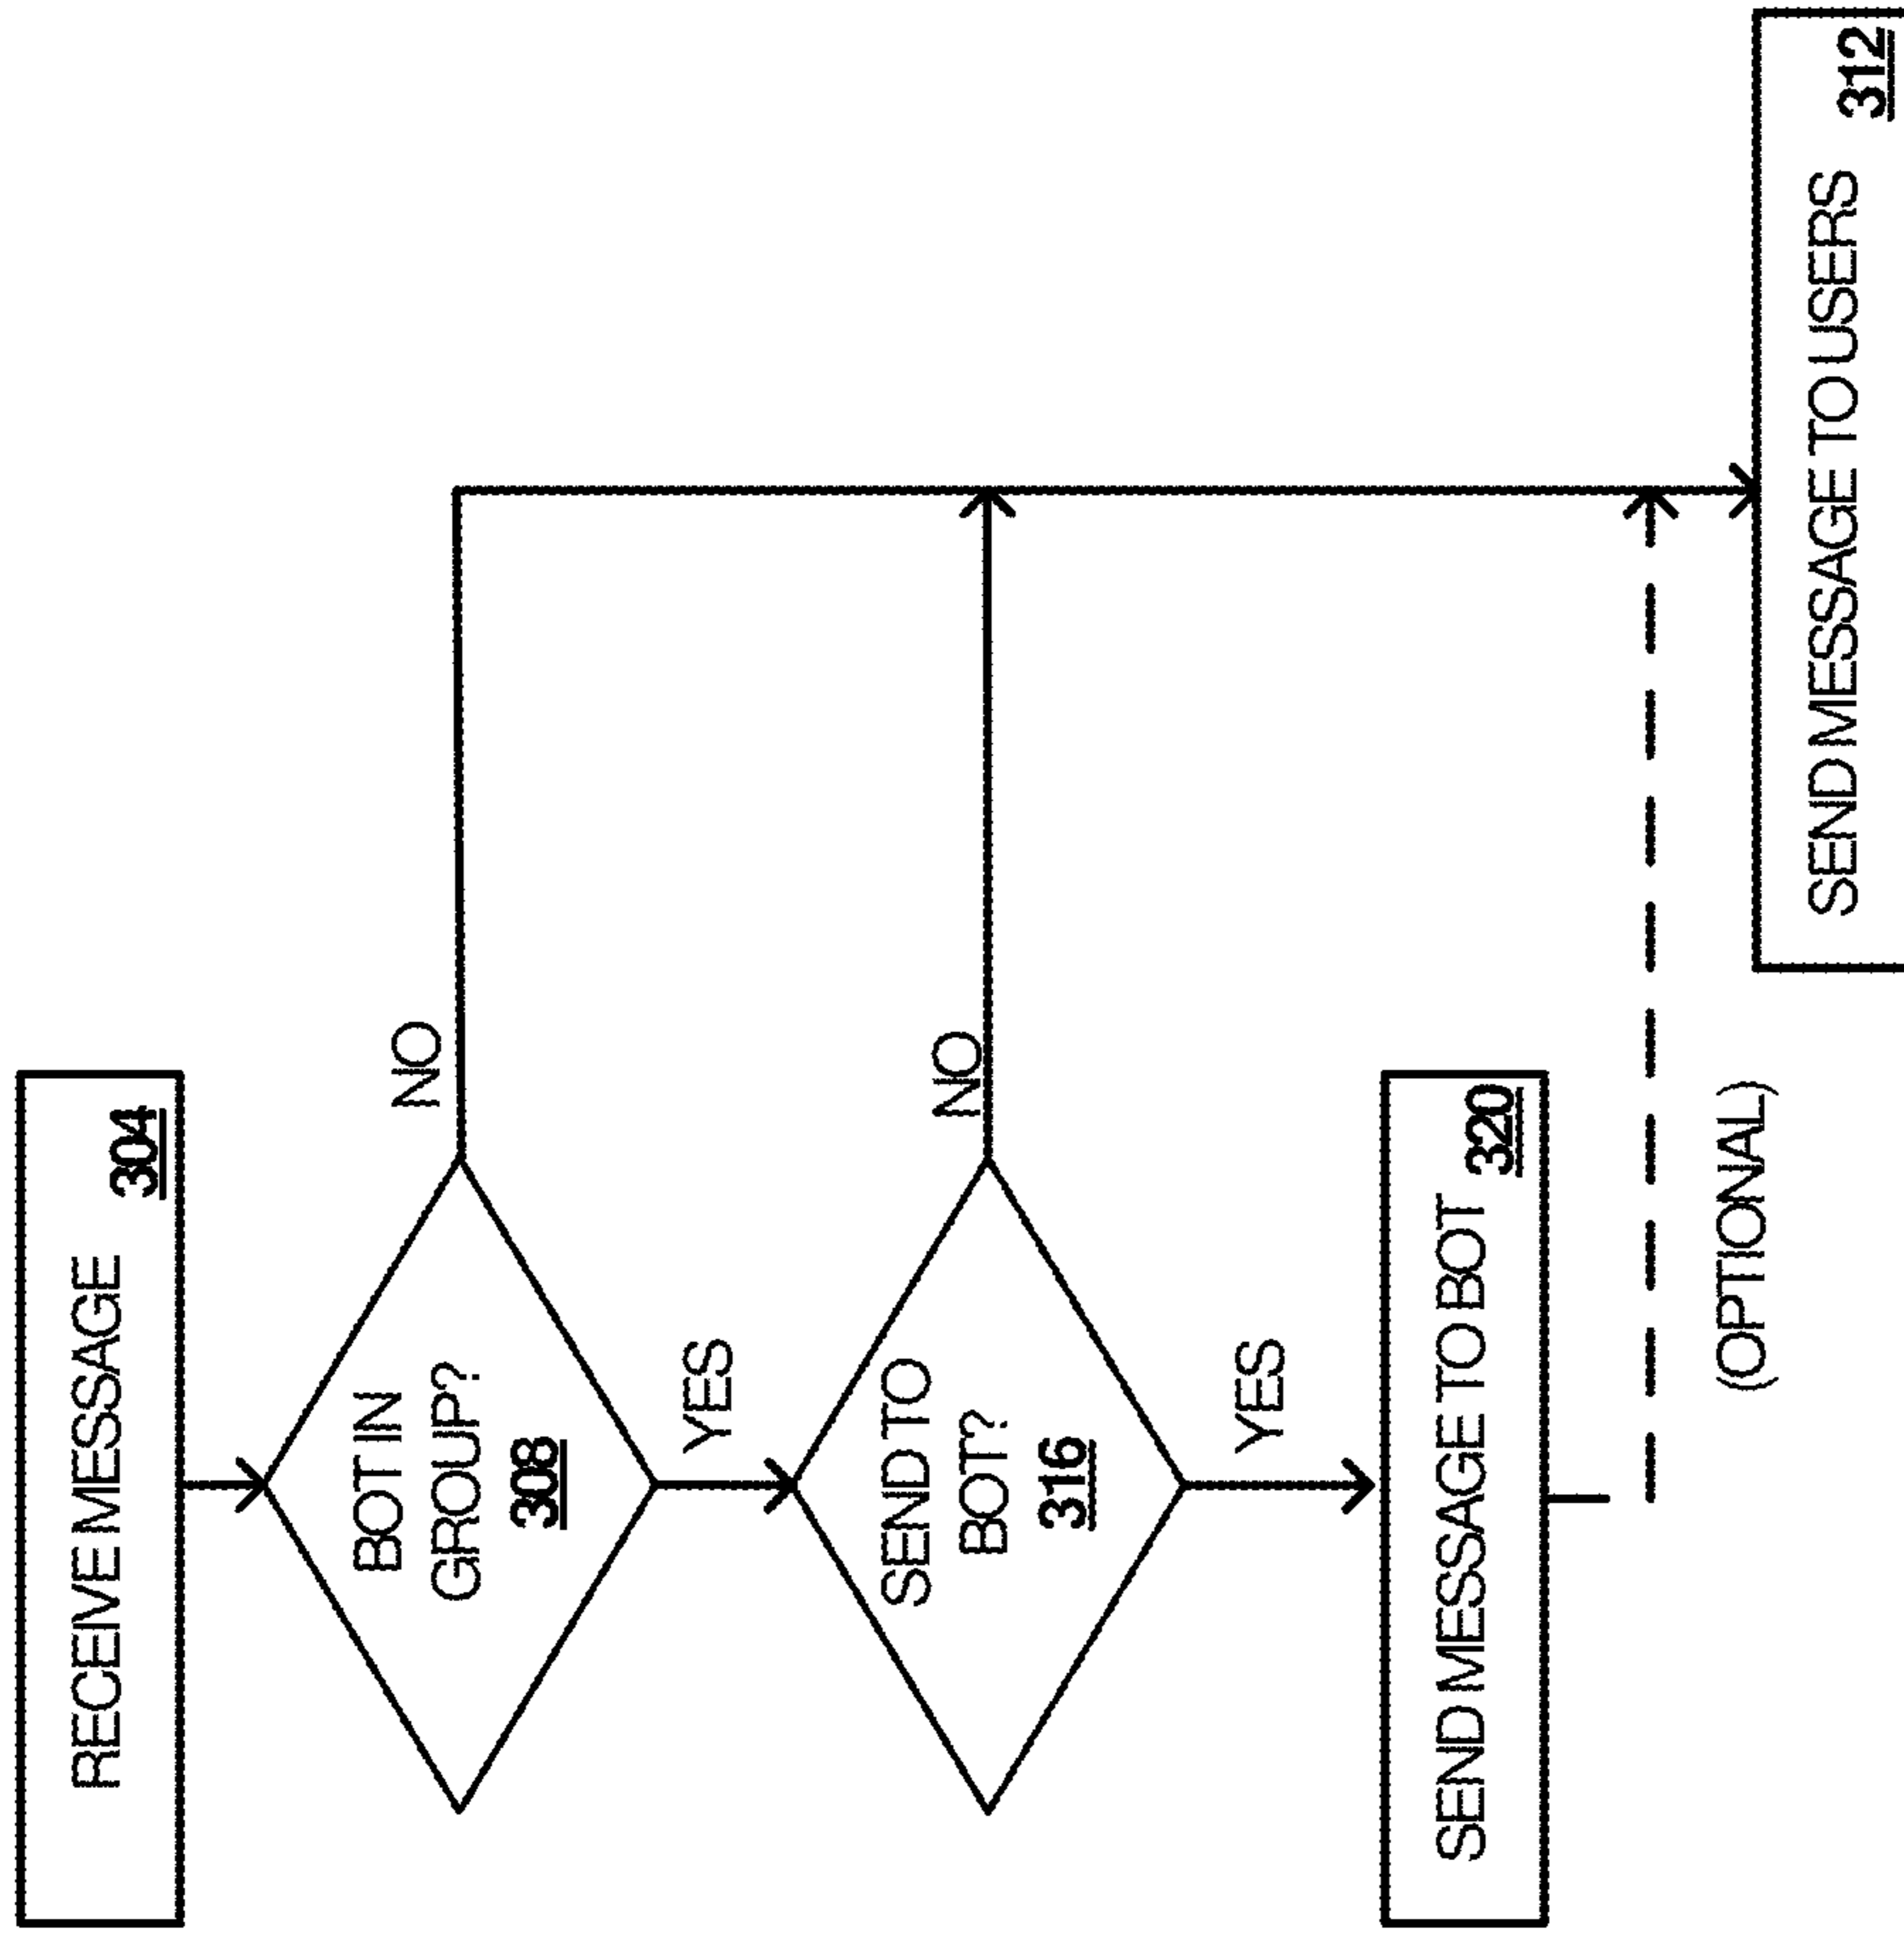 RECEIVE MESSAGE 304
BOT IN
GROUP?
308
NO
YES
SEND TO
BOT?
316
NO
YES
SEND MESSAGE TO BOT 320
(OPTIONAL)
SEND MESSAGE TO USERS 312